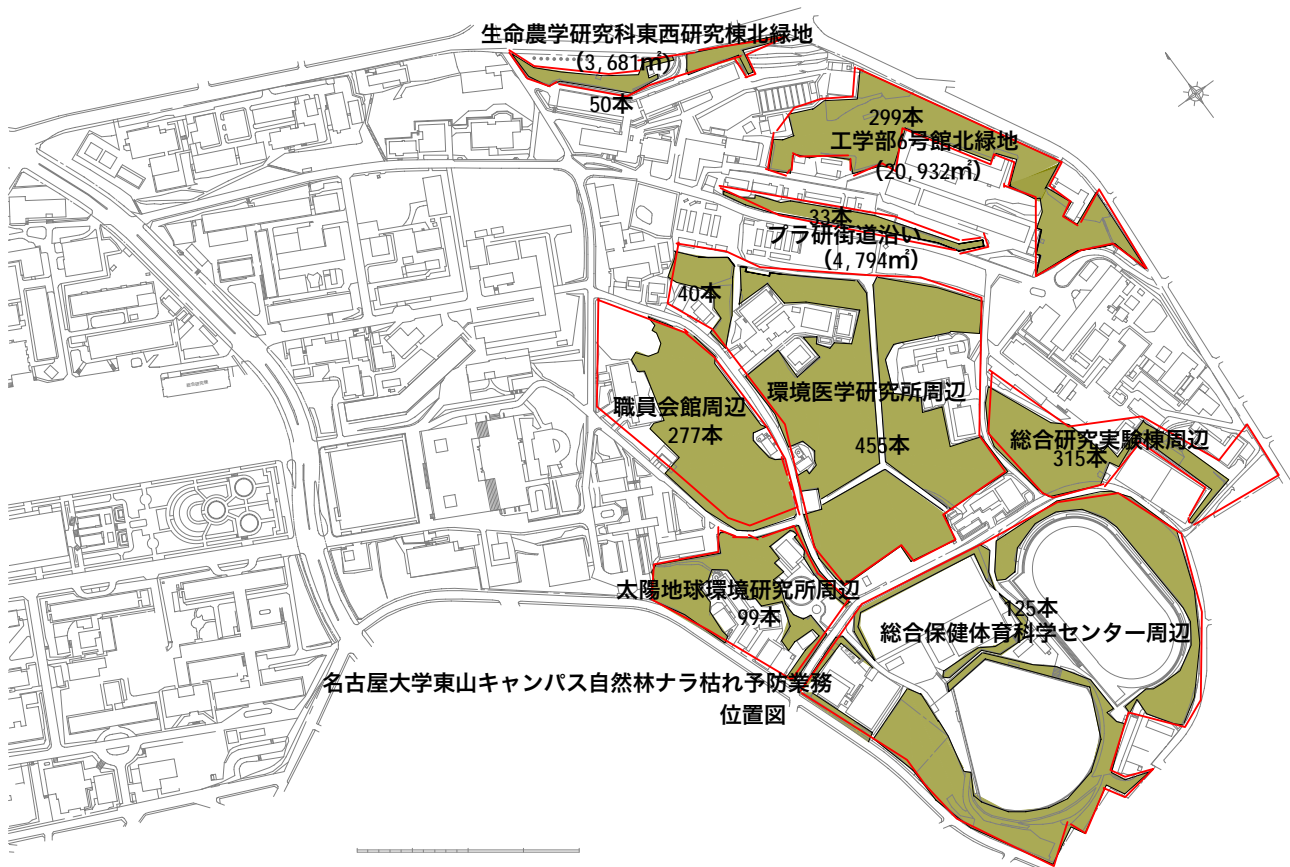 生命農学研究科東西研究棟北緑地
(3,681㎡)
50本
299本
工学部6号館北緑地
(20,932㎡)
33本
プラ研街道沿い
(4,794㎡)
40本
職員会館周辺
277本
環境医学研究所周辺
455本
総合研究実験棟周辺
315本
太陽地球環境研究所周辺
99本
125本
総合保健体育科学センター周辺
名古屋大学東山キャンパス自然林ナラ枯れ予防業務
位置図